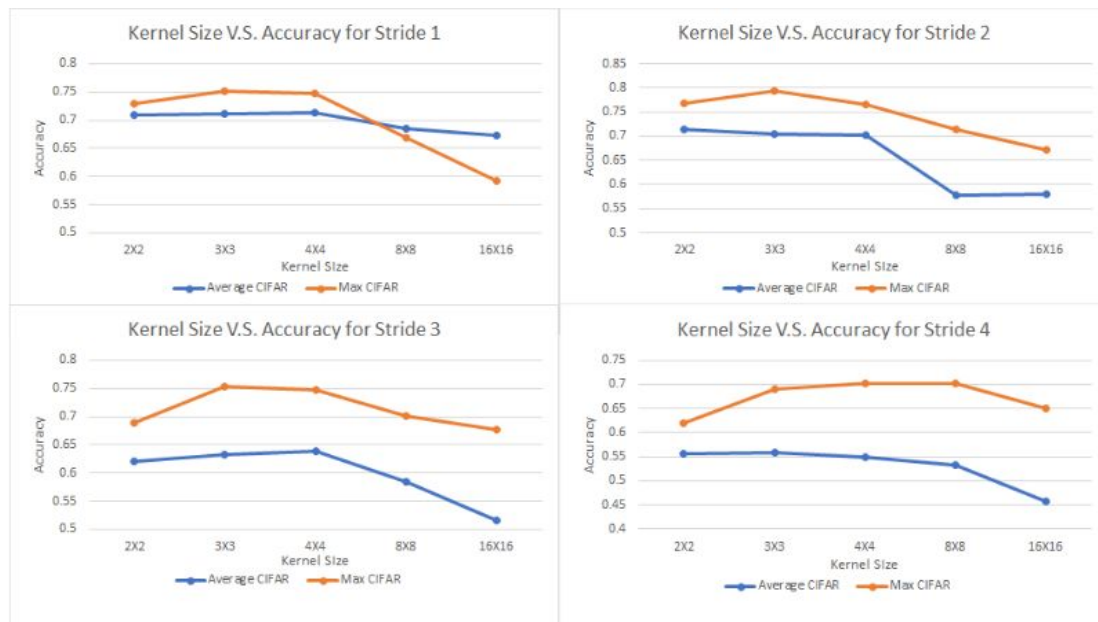 Kernel Size V.S. Accuracy for Stride 1
0.8
0.75
0.7
0.65
0.6
0.55
0.5
Accuracy
2X2 3X3 4X4 8X8 16X16
Kernel Size
Average CIFAR Max CIFAR
Kernel Size V.S. Accuracy for Stride 2
0.85
0.8
0.75
0.7
0.65
0.6
0.55
0.5
Accuracy
2X2 3X3 4X4 8X8 16X16
Kernel Size
Average CIFAR Max CIFAR
Kernel Size V.S. Accuracy for Stride 3
0.8
0.75
0.7
0.65
0.6
0.55
0.5
Accuracy
2X2 3X3 4X4 8X8 16X16
Kernel Size
Average CIFAR Max CIFAR
Kernel Size V.S. Accuracy for Stride 4
0.75
0.7
0.65
0.6
0.55
0.5
0.45
0.4
Accuracy
2X2 3X3 4X4 8X8 16X16
Kernel Size
Average CIFAR Max CIFAR